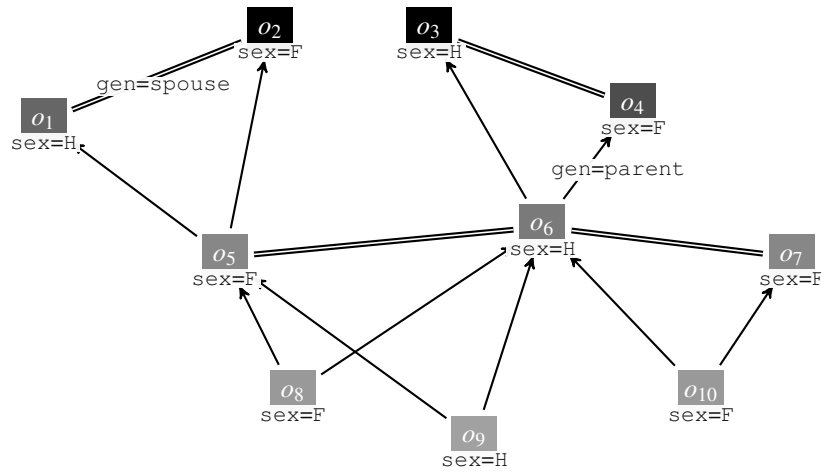 o2
sex=F
o3
sex=H
gen=spouse
o1
sex=H
o4
sex=F
gen=parent
o5
sex=F
o6
sex=H
o7
sex=F
o8
sex=F
o9
sex=H
o10
sex=F